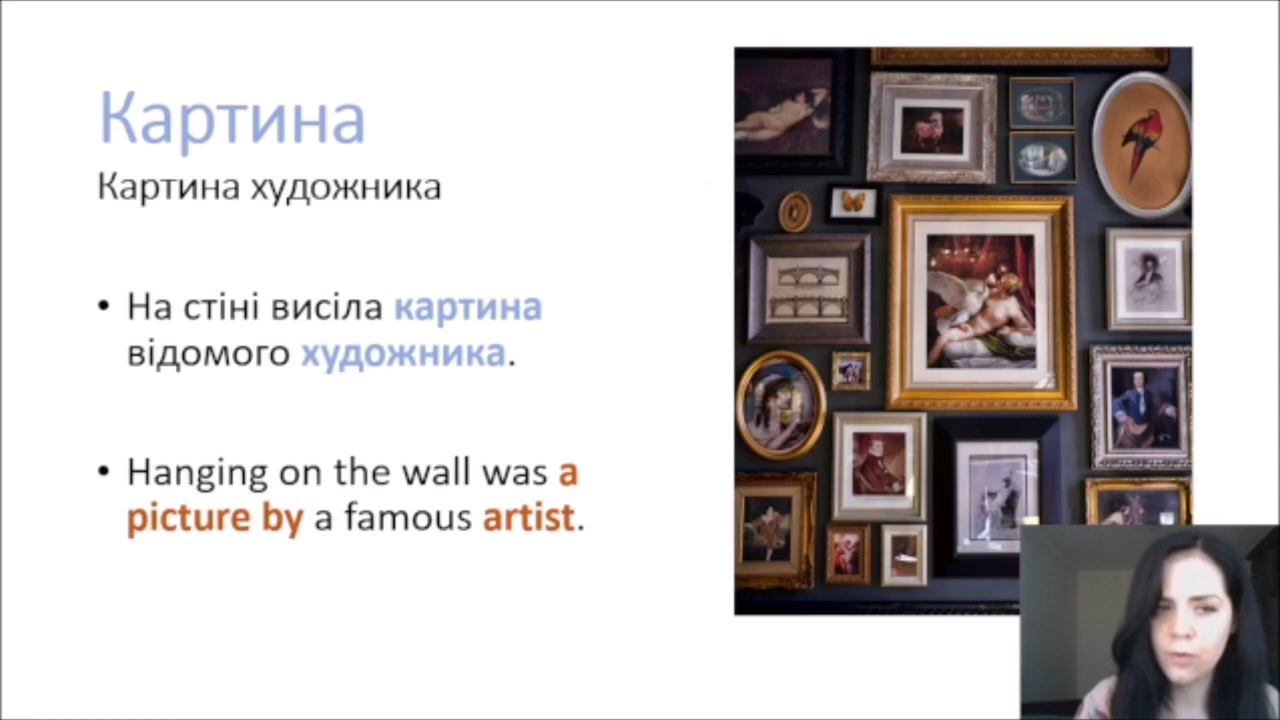 Картина
Картина художника
• На стіні висіла картина
відомого художника.
• Hanging on the wall was a
picture by a famous artist.